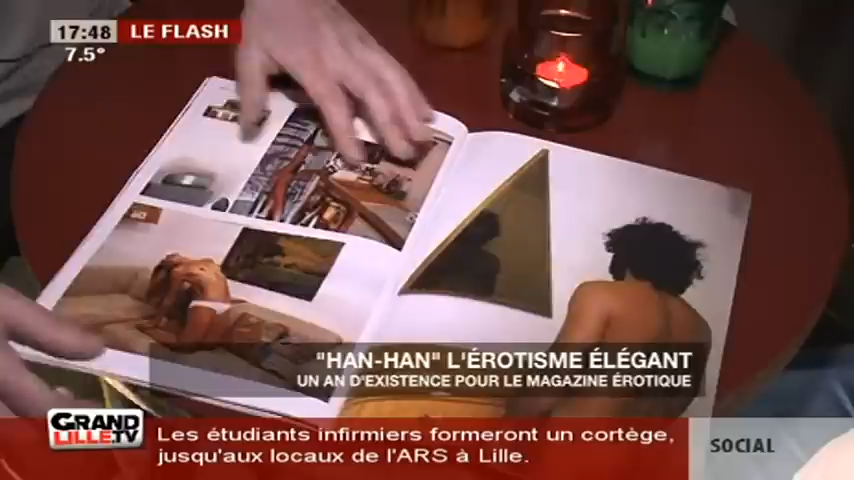 17:48 LE FLASH
7.5°
"HAN-HAN" L'ÉROTISME ÉLÉGANT
UN AN D'EXISTENCE POUR LE MAGAZINE ÉROTIQUE
GRAND
LILLE.TV
Les étudiants infirmiers formeront un cortège,
jusqu'aux locaux de l'ARS à Lille.
SOCIAL